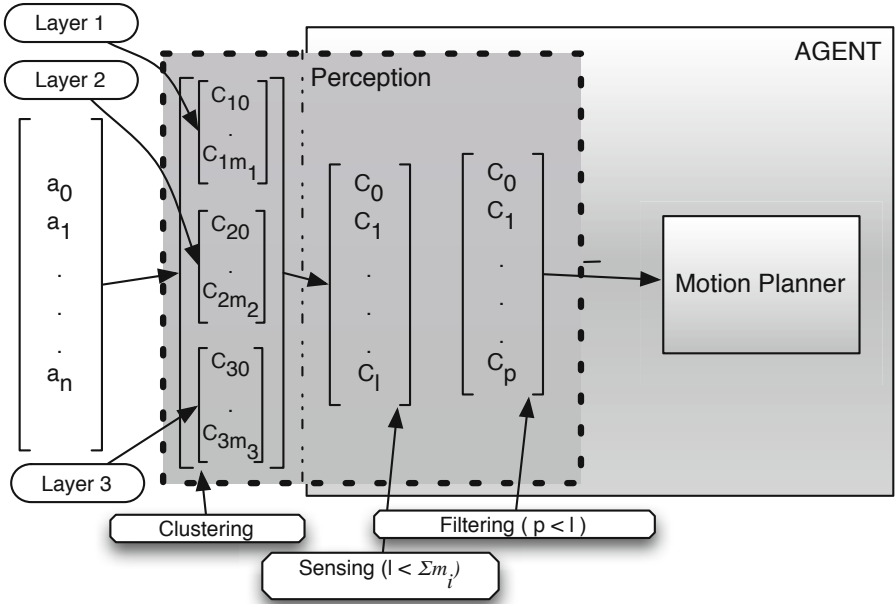 Layer 1
Layer 2
AGENT
Perception
a0
a1
.
.
.
an
C10
.
C1m1
C20
.
C2m2
C30
.
C3m3
C0
C1
.
.
.
Cl
C0
C1
.
.
.
Cp
Motion Planner
Layer 3
Clustering
Filtering ( p < l )
Sensing (l < Σmi)